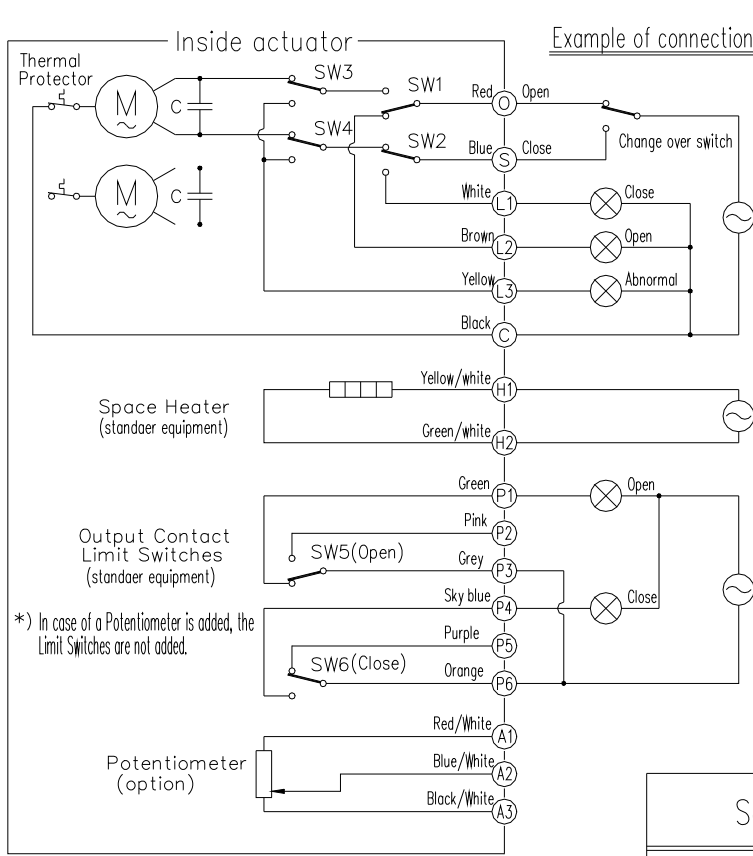 Inside actuator
Example of connection
Thermal
Protector
M
C
SW3
SW1
SW4
SW2
Red
O
Open
Blue
S
Close
Change over switch
White
L1
Close
M
C
Brown
L2
Open
Yellow
L3
Abnormal
Black
C
Space Heater
(standaer equipment)
Yellow/white
H1
Green/white
H2
Green
P1
Open
Pink
P2
Output Contact
Limit Switches
(standaer equipment)
SW5(Open)
Grey
P3
Sky blue
P4
Close
*) In case of a Potentiometer is added, the
Limit Switches are not added.
Purple
P5
SW6(Close)
Orange
P6
Red/White
A1
Potentiometer
(option)
Blue/White
A2
Black/White
A3
S